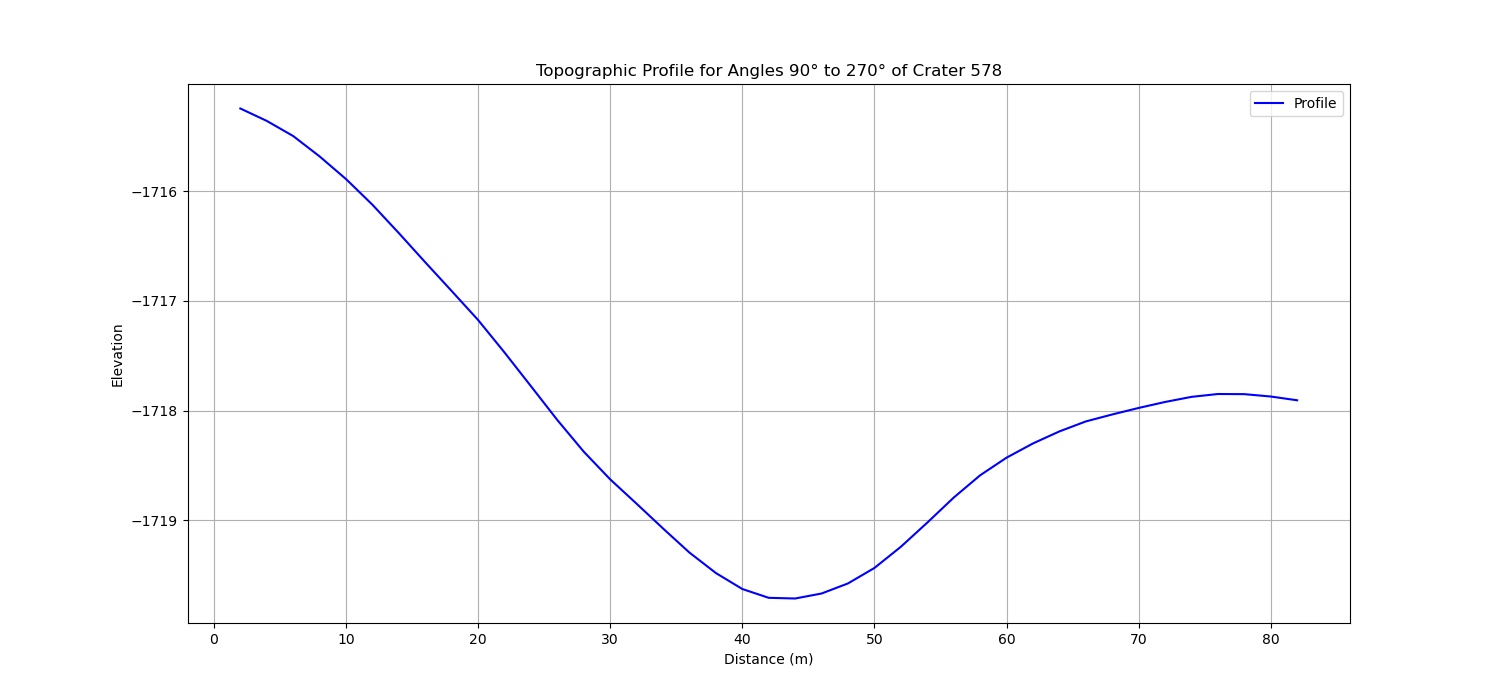 Topographic Profile for Angles 90° to 270° of Crater 578
Profile
−1716
−1717
−1718
−1719
Elevation
0 10 20 30 40 50 60 70 80
Distance (m)